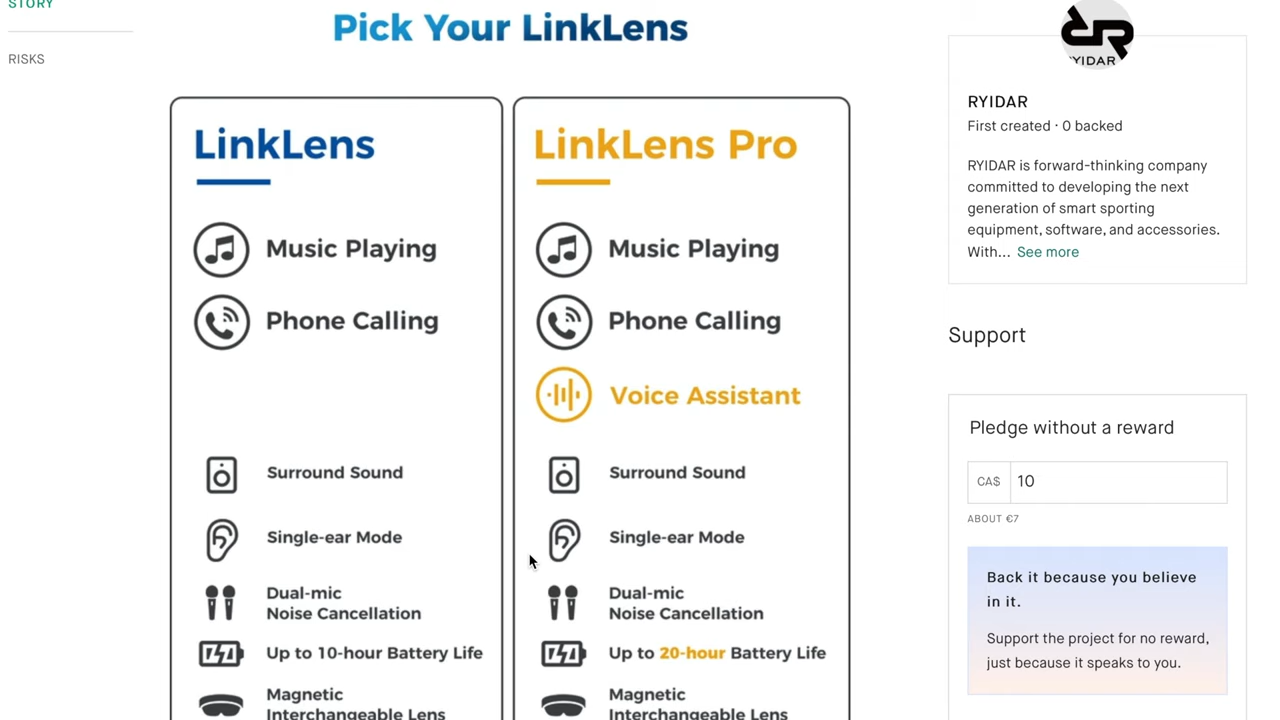 STORY
RISKS
Pick Your LinkLens
LinkLens
Music Playing
Phone Calling
Surround Sound
Single-ear Mode
Dual-mic
Noise Cancellation
Up to 10-hour Battery Life
Magnetic
Interchangeable Lens
LinkLens Pro
Music Playing
Phone Calling
Voice Assistant
Surround Sound
Single-ear Mode
Dual-mic
Noise Cancellation
Up to 20-hour Battery Life
Magnetic
Interchangeable Lens
RYIDAR
RYIDAR
First created · 0 backed
RYIDAR is forward-thinking company
committed to developing the next
generation of smart sporting
equipment, software, and accessories.
With... See more
Support
Pledge without a reward
CA$ 10
ABOUT €7
Back it because you believe
in it.
Support the project for no reward,
just because it speaks to you.